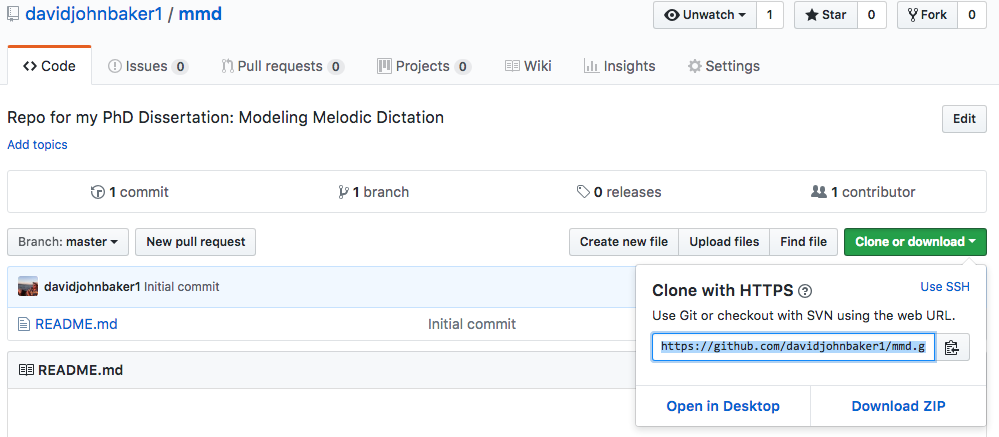 davidjohnbaker1 / mmd
Unwatch 1 Star 0 Fork 0
Code Issues 0 Pull requests 0 Projects 0 Wiki Insights Settings
Repo for my PhD Dissertation: Modeling Melodic Dictation
Edit
Add topics
1 commit 1 branch 0 releases 1 contributor
Branch: master New pull request Create new file Upload files Find file Clone or download
davidjohnbaker1 Initial commit
README.md Initial commit
README.md
Clone with HTTPS ? Use SSH
Use Git or checkout with SVN using the web URL.
https://github.com/davidjohnbaker1/mmd.g
Open in Desktop Download ZIP